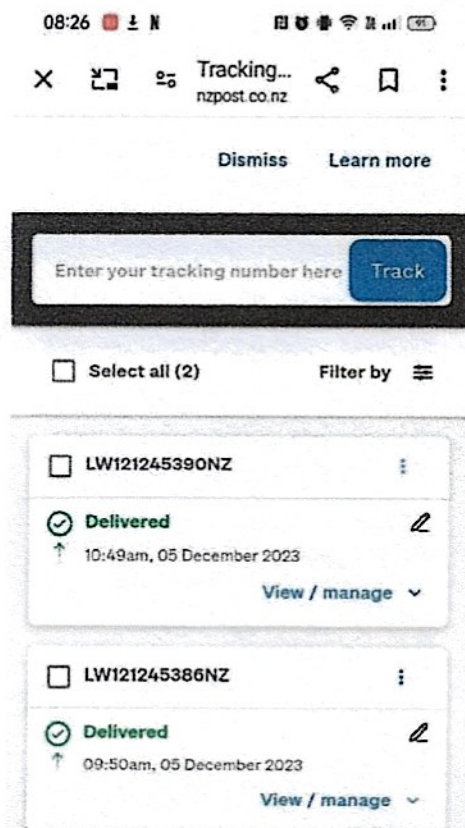 08:26 N 91
Tracking...
nzpost.co.nz
Dismiss Learn more
Enter your tracking number here Track
Select all (2) Filter by
LW121245390NZ
Delivered
10:49am, 05 December 2023
View / manage
LW121245386NZ
Delivered
09:50am, 05 December 2023
View / manage